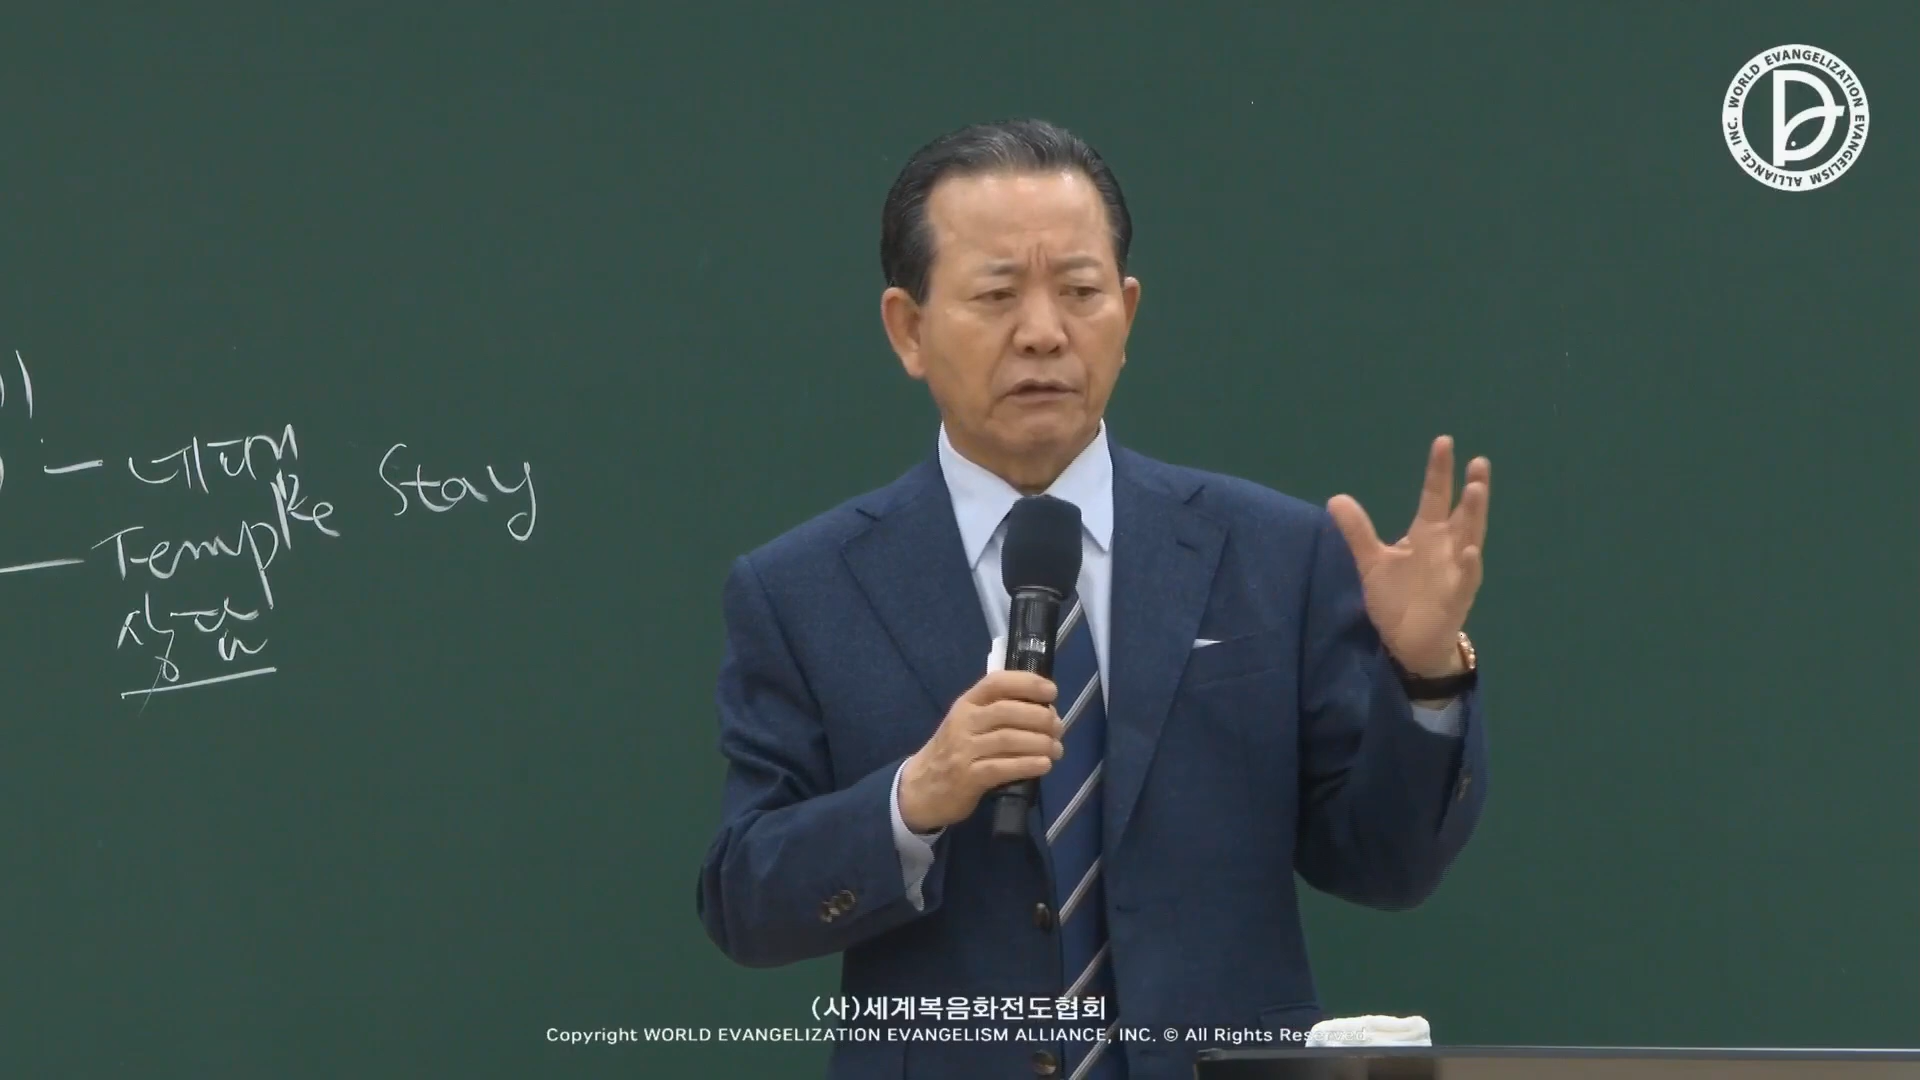 WORLD EVANGELIZATION EVANGELISM ALLIANCE, INC.
Stay
Temple
(사)세계복음화전도협회
Copyright WORLD EVANGELIZATION EVANGELISM ALLIANCE, INC. © All Rights Reserved.